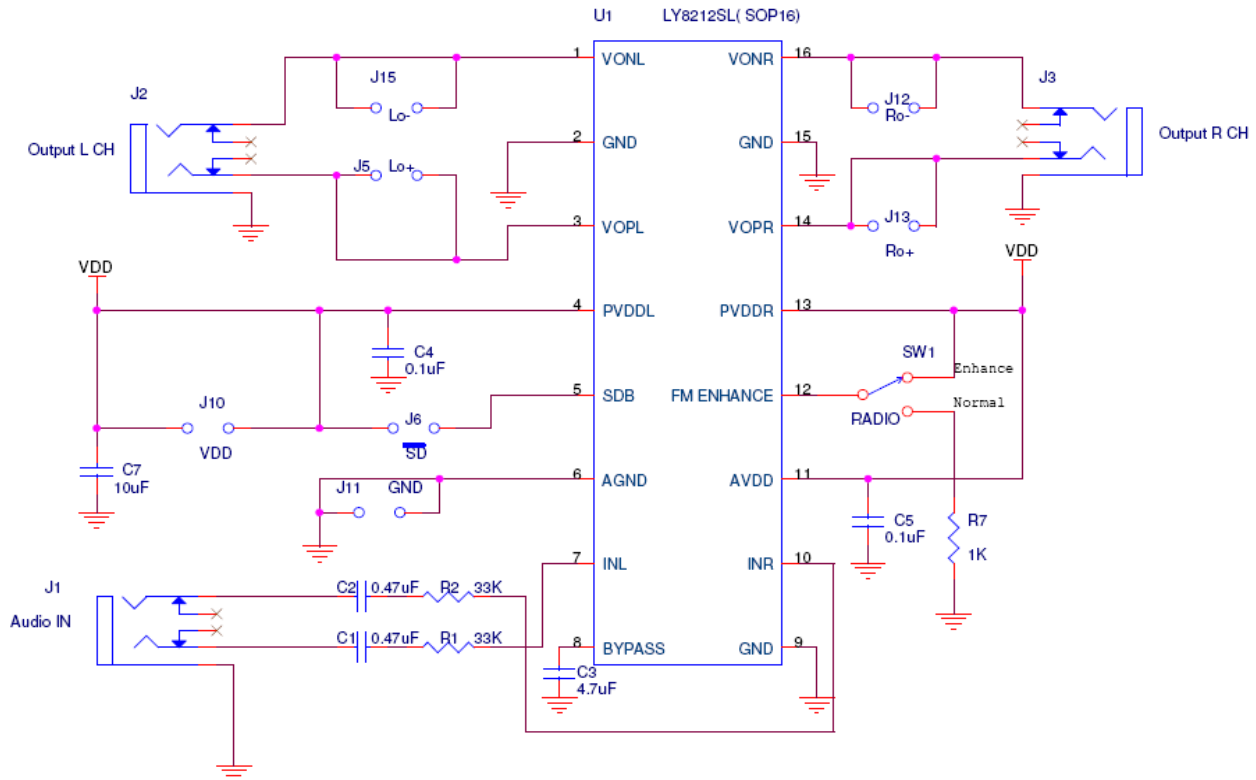 U1 LY8212SL( SOP16)
1 VONL VONR 16
J15
Lo-
J12
Ro-
J3
J2
Output L CH
Output R CH
2 GND GND 15
J5 Lo+
3 VOPL VOPR 14
J13
Ro+
VDD
VDD
4 PVDDL PVDDR 13
C4
0.1uF
SW1
Enhance
5 SDB FM ENHANCE 12
Normal
RADIO
J10
VDD
J6
SD
C7
10uF
6 AGND AVDD 11
J11 GND
C5
0.1uF
R7
1K
7 INL INR 10
J1
Audio IN
C2 0.47uF R2 33K
C1 0.47uF R1 33K
8 BYPASS GND 9
C3
4.7uF